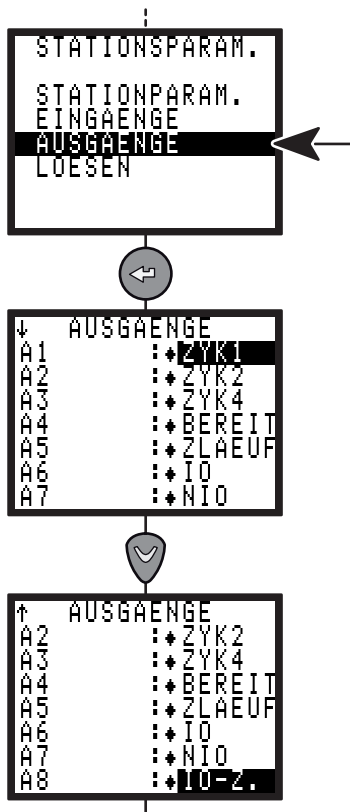 STATIONSPARAM.
STATIONPARAM.
EINGAENGE
AUSGAENGE
LOESEN
↓ AUSGAENGE
A1 :♦ZYK1
A2 :♦ZYK2
A3 :♦ZYK4
A4 :♦BEREIT
A5 :♦ZLAEUF
A6 :♦IO
A7 :♦NIO
↑ AUSGAENGE
A2 :♦ZYK2
A3 :♦ZYK4
A4 :♦BEREIT
A5 :♦ZLAEUF
A6 :♦IO
A7 :♦NIO
A8 :♦IO-Z.